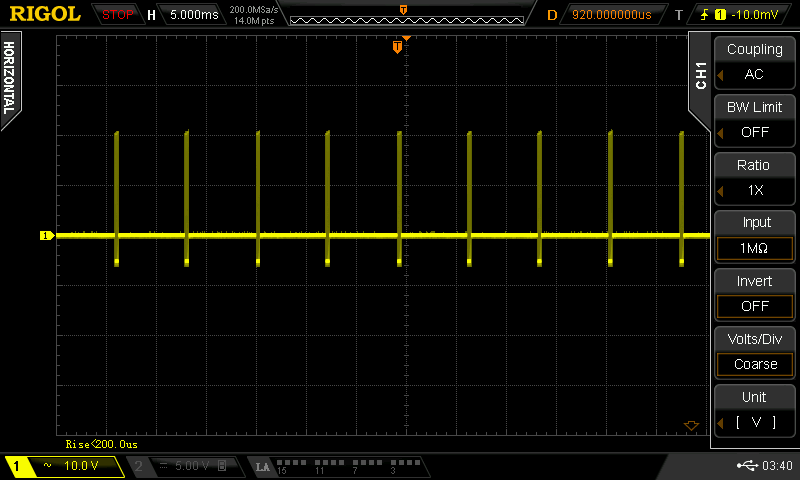 RIGOL STOP H 5.000ms 200.0MSa/s 14.0M pts T D 920.000000us T 1 -10.0mV
HORIZONTAL
T
CH1
Coupling
AC
BW Limit
OFF
Ratio
1X
1
Input
1MΩ
Invert
OFF
Volts/Div
Coarse
Unit
[ V ]
Rise<200.0us
1 ~ 10.0 V 2 = 5.00 V B LA 15 11 7 3 03:40